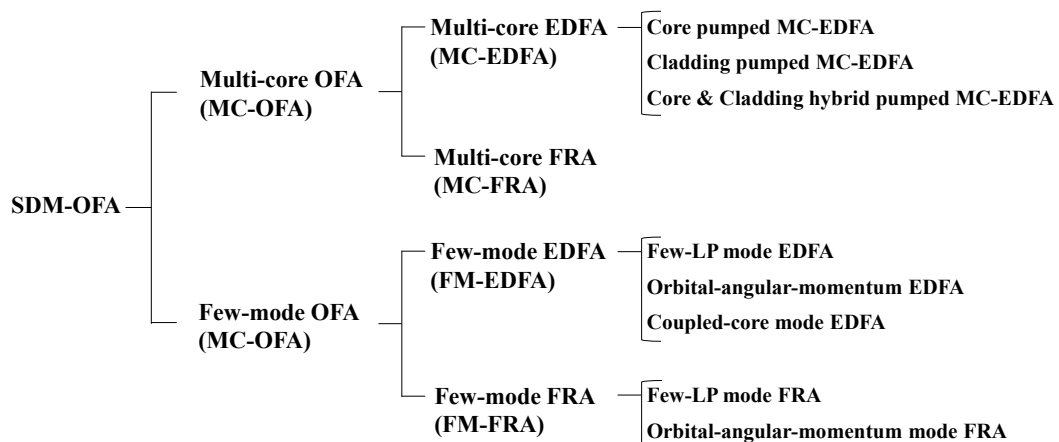 SDM-OFA
Multi-core OFA
(MC-OFA)
Multi-core EDFA
(MC-EDFA)
Core pumped MC-EDFA
Cladding pumped MC-EDFA
Core & Cladding hybrid pumped MC-EDFA
Multi-core FRA
(MC-FRA)
Few-mode OFA
(MC-OFA)
Few-mode EDFA
(FM-EDFA)
Few-LP mode EDFA
Orbital-angular-momentum EDFA
Coupled-core mode EDFA
Few-mode FRA
(FM-FRA)
Few-LP mode FRA
Orbital-angular-momentum mode FRA